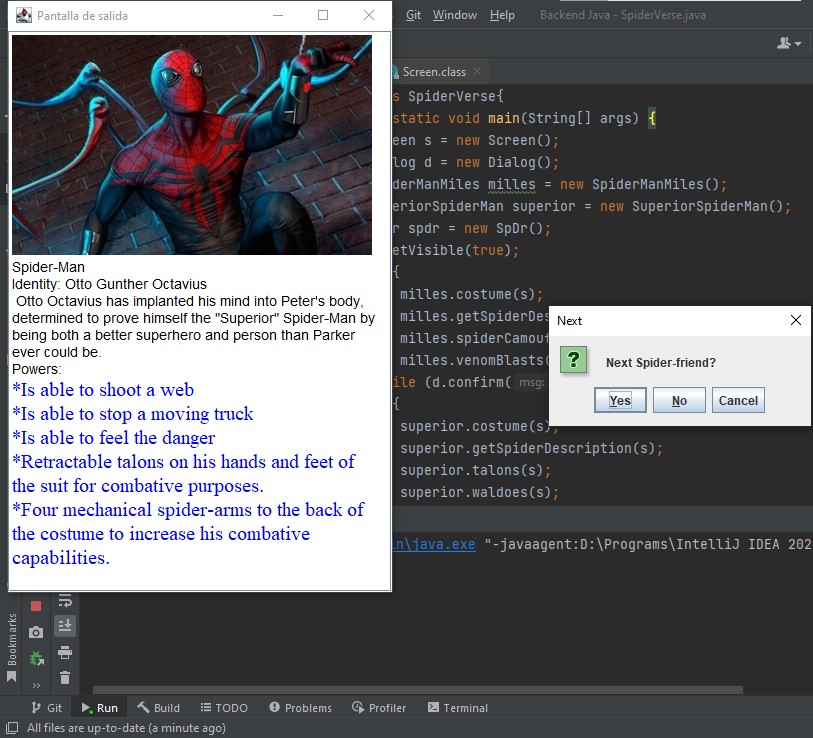 Pantalla de salida
Git Window Help Backend Java - SpiderVerse.java
Screen.class
s SpiderVerse{
static void main(String[] args) {
een s = new Screen();
log d = new Dialog();
derManMiles milles = new SpiderManMiles();
eriorSpiderMan superior = new SuperiorSpiderMan();
r spdr = new SpDr();
etVisible(true);
{
milles.costume(s);
milles.getSpiderDes
milles.spiderCamouf
milles.venomBlasts(
ile (d.confirm( msg:
{
superior.costume(s);
superior.getSpiderDescription(s);
superior.talons(s);
superior.waldoes(s);
Spider-Man
Identity: Otto Gunther Octavius
Otto Octavius has implanted his mind into Peter's body,
determined to prove himself the "Superior" Spider-Man by
being both a better superhero and person than Parker
ever could be.
Powers:
*Is able to shoot a web
*Is able to stop a moving truck
*Is able to feel the danger
*Retractable talons on his hands and feet of
the suit for combative purposes.
*Four mechanical spider-arms to the back of
the costume to increase his combative
capabilities.
Next
Next Spider-friend?
Yes No Cancel
in\java.exe "-javaagent:D:\Programs\IntelliJ IDEA 202
Bookmarks
Git Run Build TODO Problems Profiler Terminal
All files are up-to-date (a minute ago)